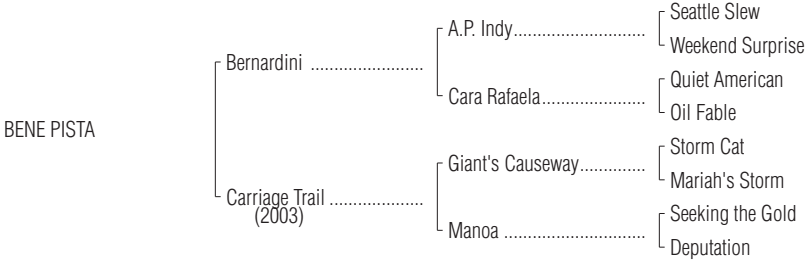 Seattle Slew
A.P. Indy..............................
Weekend Surprise
Bernardini .........................
Quiet American
Cara Rafaela........................
Oil Fable
BENE PISTA
Storm Cat
Giant's Causeway...............
Mariah's Storm
Carriage Trail .....................
(2003)
Seeking the Gold
Manoa ................................
Deputation